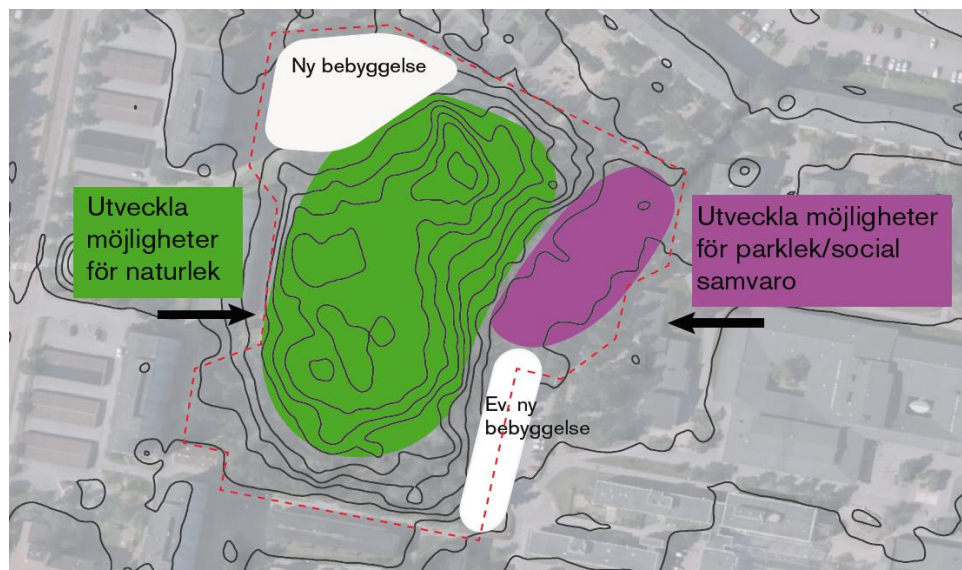 Ny bebyggelse
Utveckla
möjligheter
för naturlek
Utveckla möjligheter
för parklek/social
samvaro
Ev. ny
bebyggelse